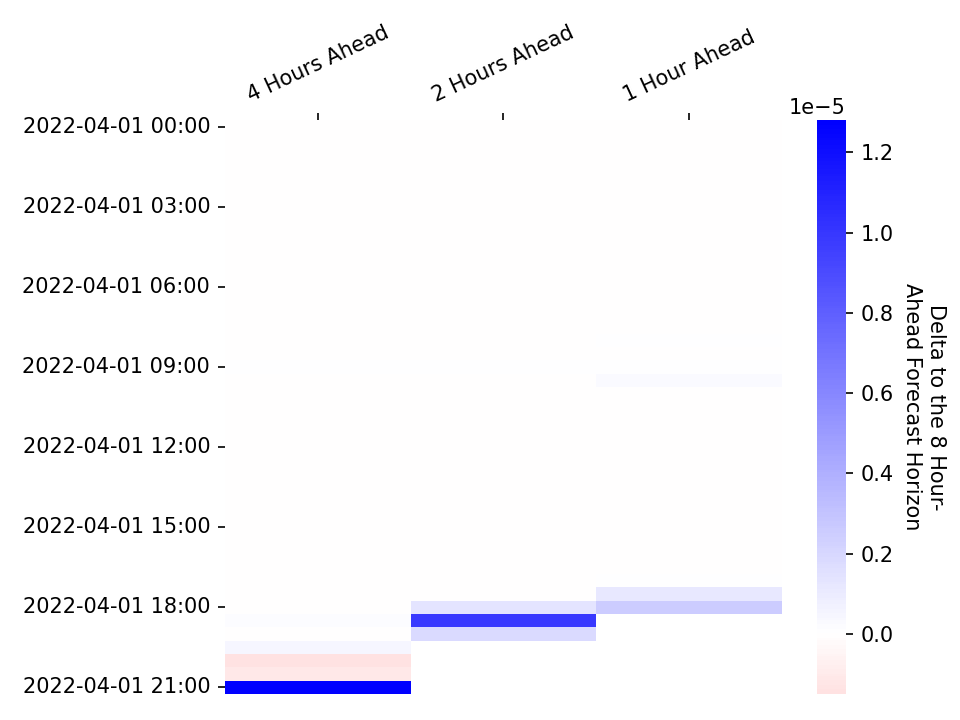 4 Hours Ahead
2 Hours Ahead
1 Hour Ahead
1e−5
2022-04-01 00:00
2022-04-01 03:00
2022-04-01 06:00
2022-04-01 09:00
2022-04-01 12:00
2022-04-01 15:00
2022-04-01 18:00
2022-04-01 21:00
1.2
1.0
0.8
0.6
0.4
0.2
0.0
Delta to the 8 Hour-
Ahead Forecast Horizon